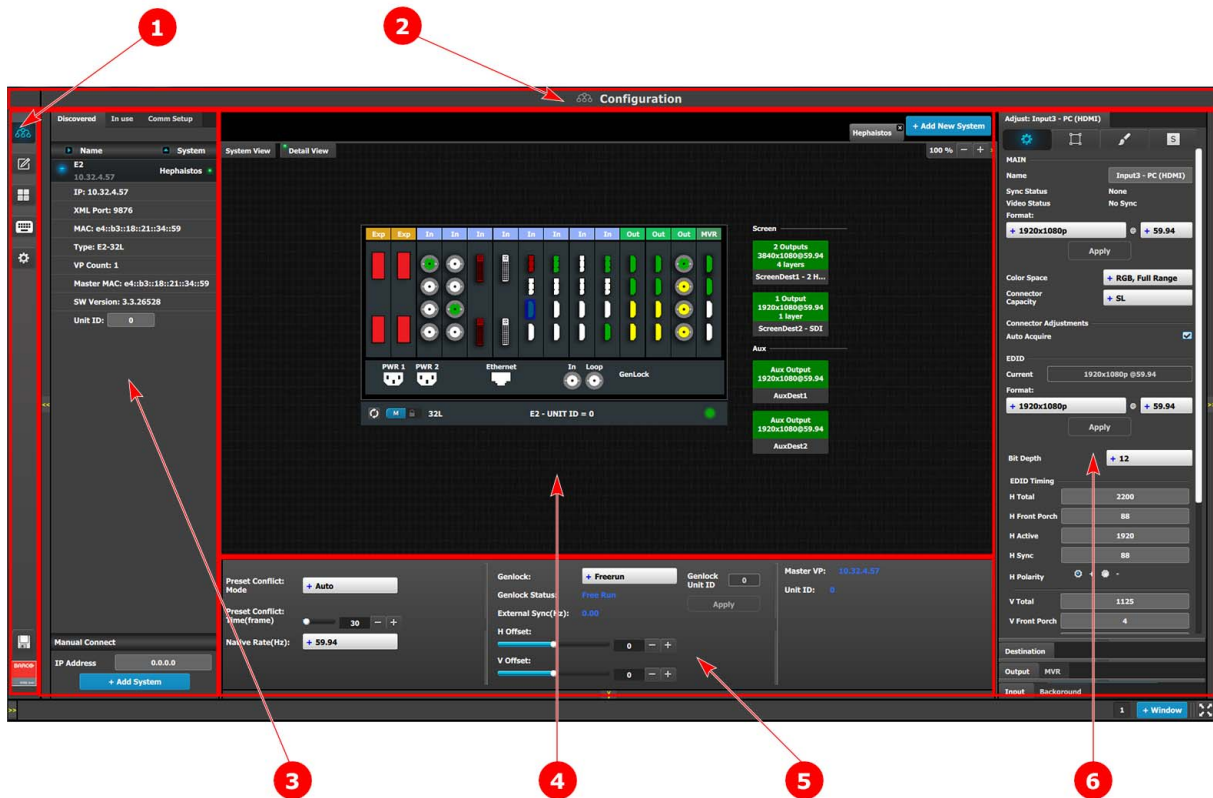 1
2
Configuration
Discovered In use Comm Setup
Name System
E2
10.32.4.57
Hephaistos
IP: 10.32.4.57
XML Port: 9876
MAC: e4::b3::18::21::34::59
Type: E2-32L
VP Count: 1
Master MAC: e4::b3::18::21::34::59
SW Version: 3.3.26528
Unit ID: 0
Manual Connect
IP Address 0.0.0.0
+ Add System
BARCO
System View Detail View
Hephaistos x
+ Add New System
100 % − +
Exp Exp In In In In In In In Out Out Out MVR
PWR 1 PWR 2 Ethernet In Loop GenLock
M 32L E2 - UNIT ID = 0
Screen
2 Outputs
3840x1080@59.94
4 layers
ScreenDest1 - 2 H...
1 Output
1920x1080@59.94
1 layer
ScreenDest2 - SDI
Aux
Aux Output
1920x1080@59.94
AuxDest1
Aux Output
1920x1080@59.94
AuxDest2
Preset Conflict:
Mode
+ Auto
Preset Conflict:
Time(frame)
30 − +
Native Rate(Hz): + 59.94
Genlock: + Freerun
Genlock Status: Free Run
External Sync(Hz): 0.00
H Offset:
0 − +
V Offset:
0 − +
Genlock
Unit ID
0
Apply
Master VP: 10.32.4.57
Unit ID: 0
Adjust: Input3 - PC (HDMI)
S
MAIN
Name Input3 - PC (HDMI)
Sync Status None
Video Status No Sync
Format:
+ 1920x1080p @ + 59.94
Apply
Color Space + RGB, Full Range
Connector
Capacity
+ SL
Connector Adjustments
Auto Acquire
EDID
Current 1920x1080p @59.94
Format:
+ 1920x1080p @ + 59.94
Apply
Bit Depth + 12
EDID Timing
H Total 2200
H Front Porch 88
H Active 1920
H Sync 88
H Polarity + -
V Total 1125
V Front Porch 4
Destination
Output MVR
Input Background
1 + Window
3
4
5
6